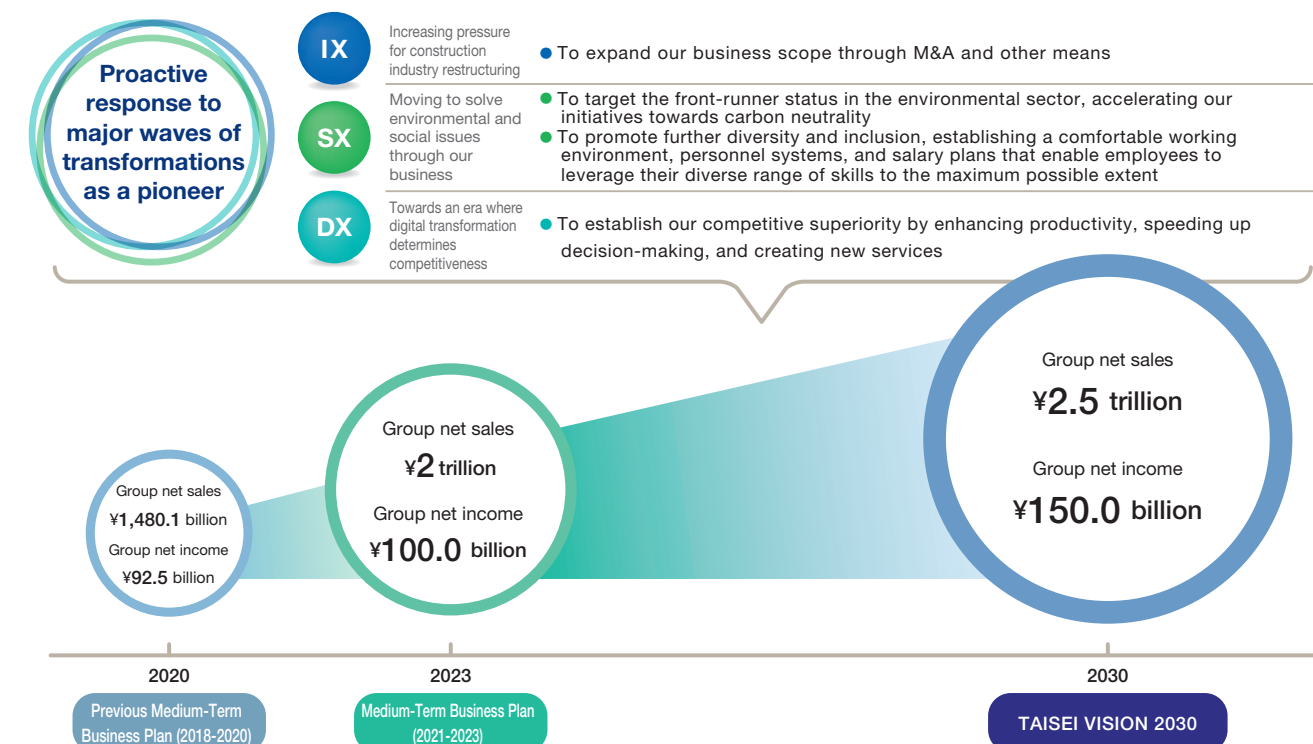 Proactive
response to
major waves of
transformations
as a pioneer
IX
Increasing pressure
for construction
industry restructuring
● To expand our business scope through M&A and other means
SX
Moving to solve
environmental and
social issues
through our
business
● To target the front-runner status in the environmental sector, accelerating our
initiatives towards carbon neutrality
● To promote further diversity and inclusion, establishing a comfortable working
environment, personnel systems, and salary plans that enable employees to
leverage their diverse range of skills to the maximum possible extent
DX
Towards an era where
digital transformation
determines
competitiveness
● To establish our competitive superiority by enhancing productivity, speeding up
decision-making, and creating new services
Group net sales
¥1,480.1 billion
Group net income
¥92.5 billion
Group net sales
¥2 trillion
Group net income
¥100.0 billion
Group net sales
¥2.5 trillion
Group net income
¥150.0 billion
2020
2023
2030
Previous Medium-Term
Business Plan (2018-2020)
Medium-Term Business Plan
(2021-2023)
TAISEI VISION 2030